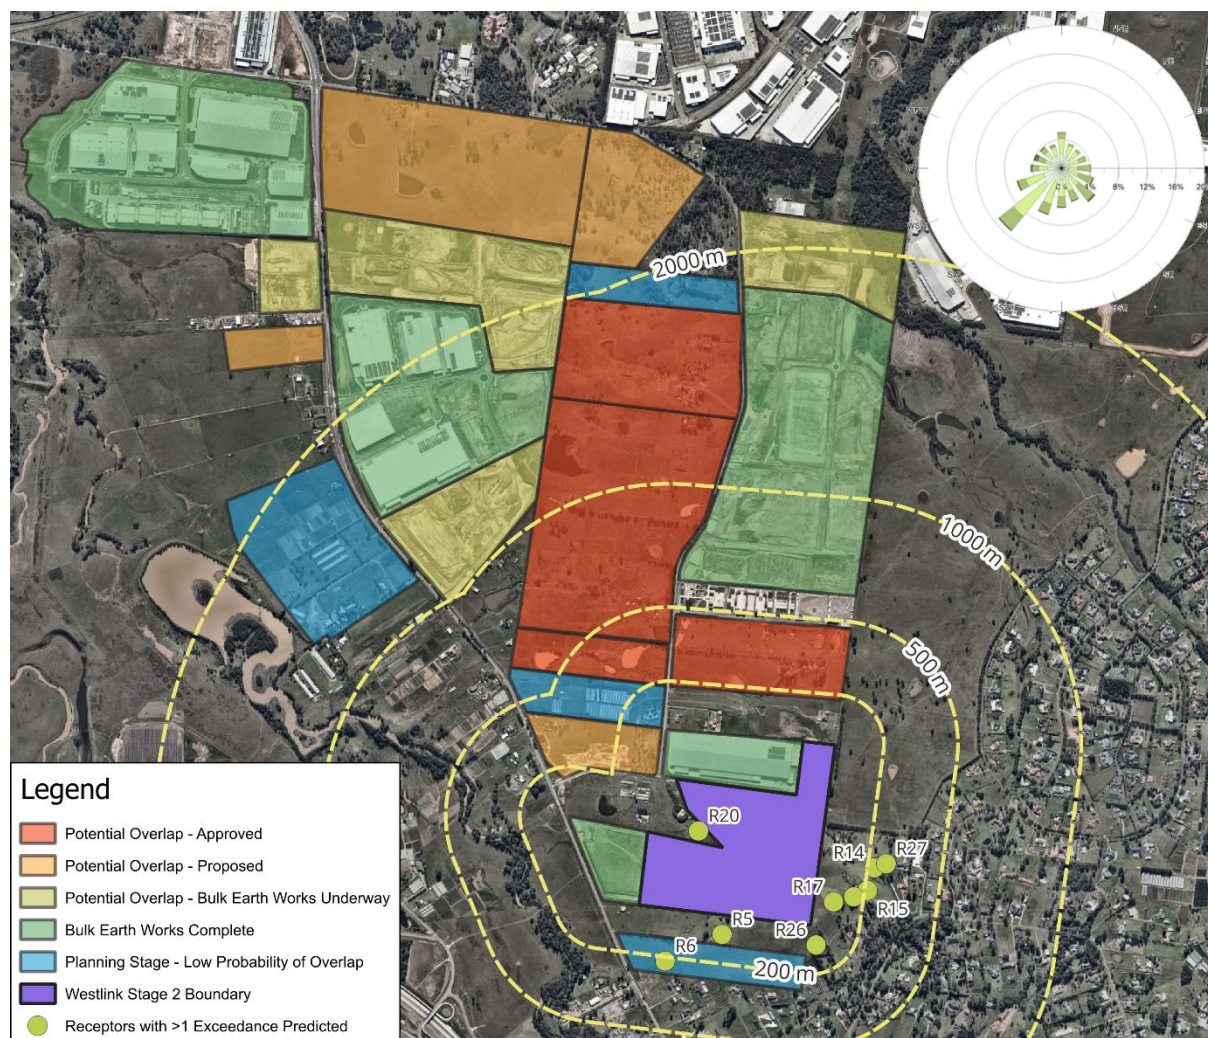 4%
8%
12%
16%
2000 m
1000 m
500 m
R20
R14
R27
R17
R15
R5
R26
R6
200 m
Legend
Potential Overlap - Approved
Potential Overlap - Proposed
Potential Overlap - Bulk Earth Works Underway
Bulk Earth Works Complete
Planning Stage - Low Probability of Overlap
Westlink Stage 2 Boundary
Receptors with >1 Exceedance Predicted